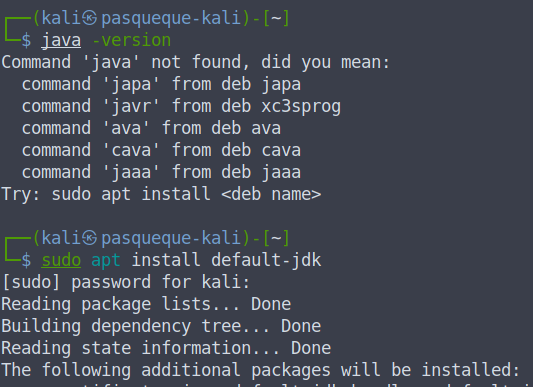 ┌──(kali㉿pasqueque-kali)-[~]
└─$ java -version
Command 'java' not found, did you mean:
  command 'japa' from deb japa
  command 'javr' from deb xc3sprog
  command 'ava' from deb ava
  command 'cava' from deb cava
  command 'jaaa' from deb jaaa
Try: sudo apt install <deb name>

┌──(kali㉿pasqueque-kali)-[~]
└─$ sudo apt install default-jdk
[sudo] password for kali:
Reading package lists... Done
Building dependency tree... Done
Reading state information... Done
The following additional packages will be installed: